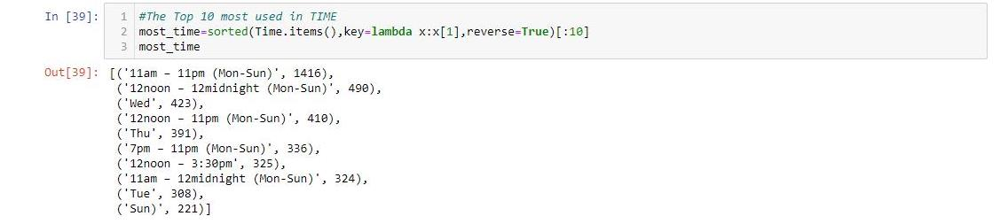 In [39]:
1 #The Top 10 most used in TIME
2 most_time=sorted(Time.items(),key=lambda x:x[1],reverse=True)[:10]
3 most_time
Out[39]: [('11am – 11pm (Mon-Sun)', 1416),
('12noon – 12midnight (Mon-Sun)', 490),
('Wed', 423),
('12noon – 11pm (Mon-Sun)', 410),
('Thu', 391),
('7pm – 11pm (Mon-Sun)', 336),
('12noon – 3:30pm', 325),
('11am – 12midnight (Mon-Sun)', 324),
('Tue', 308),
('Sun)', 221)]